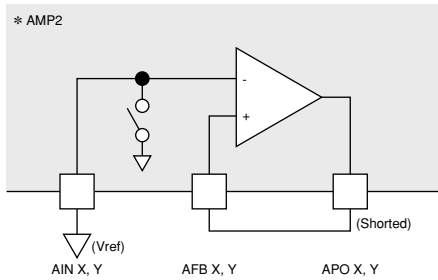 * AMP2
-
+
(Vref)
(Shorted)
AIN X, Y
AFB X, Y
APO X, Y